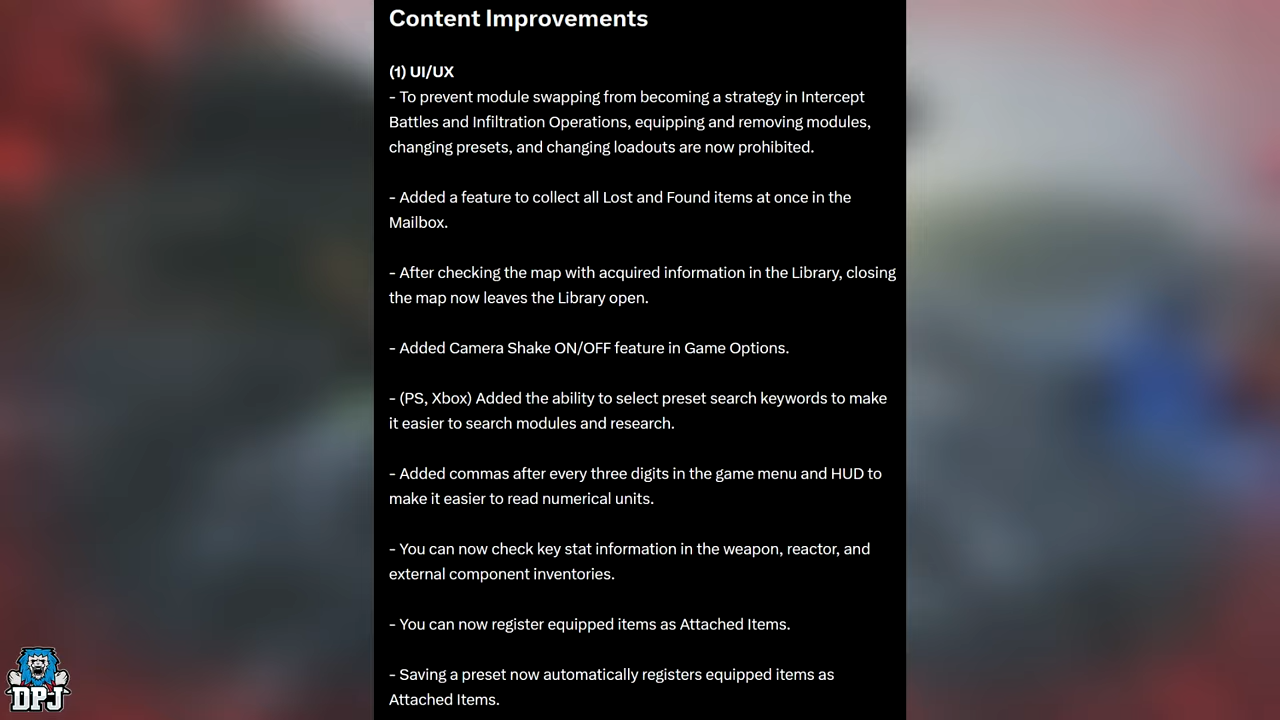 Content Improvements
(1) UI/UX
- To prevent module swapping from becoming a strategy in Intercept
Battles and Infiltration Operations, equipping and removing modules,
changing presets, and changing loadouts are now prohibited.
- Added a feature to collect all Lost and Found items at once in the
Mailbox.
- After checking the map with acquired information in the Library, closing
the map now leaves the Library open.
- Added Camera Shake ON/OFF feature in Game Options.
- (PS, Xbox) Added the ability to select preset search keywords to make
it easier to search modules and research.
- Added commas after every three digits in the game menu and HUD to
make it easier to read numerical units.
- You can now check key stat information in the weapon, reactor, and
external component inventories.
- You can now register equipped items as Attached Items.
- Saving a preset now automatically registers equipped items as
Attached Items.
DPJ